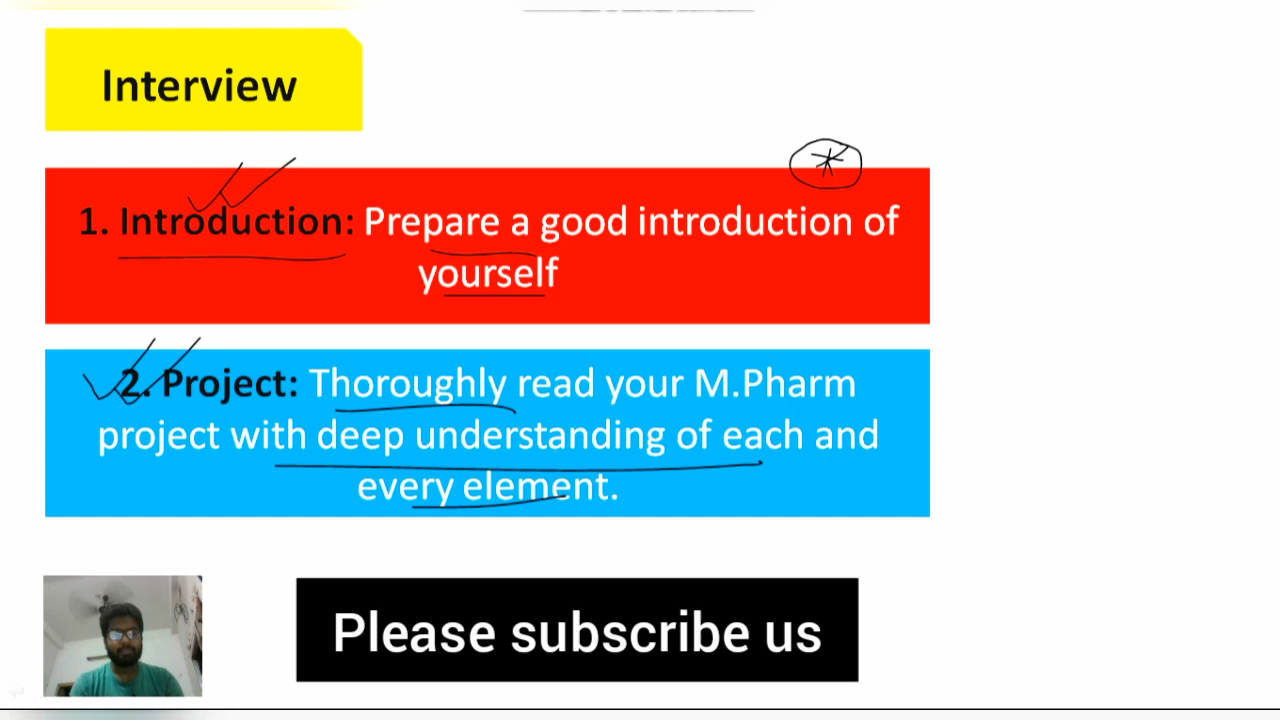 Interview
1. Introduction: Prepare a good introduction of
yourself
2. Project: Thoroughly read your M.Pharm
project with deep understanding of each and
every element.
Please subscribe us